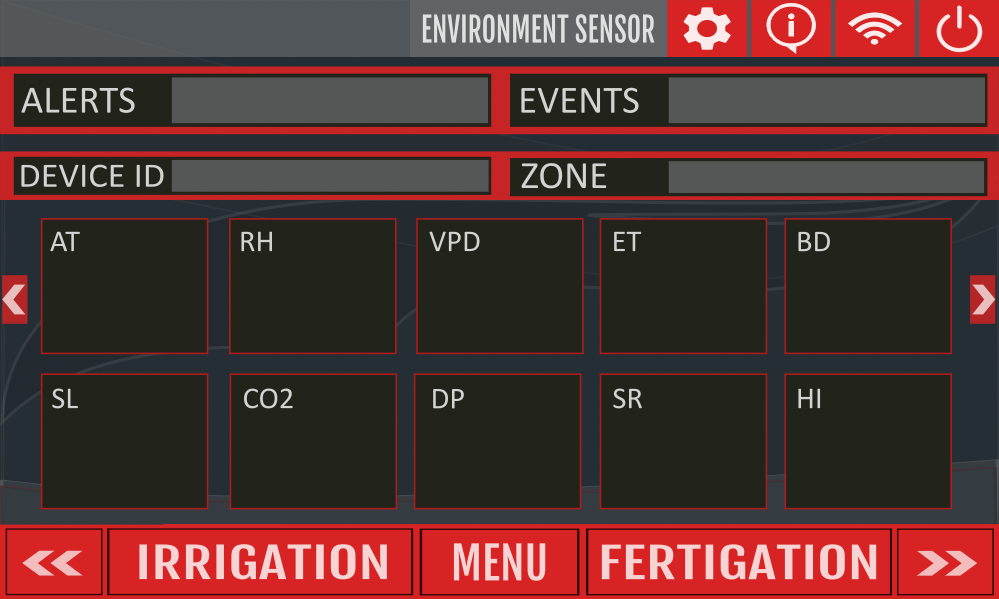 ENVIRONMENT SENSOR
ALERTS EVENTS
DEVICE ID ZONE
AT RH VPD ET BD
SL CO2 DP SR HI
IRRIGATION MENU FERTIGATION